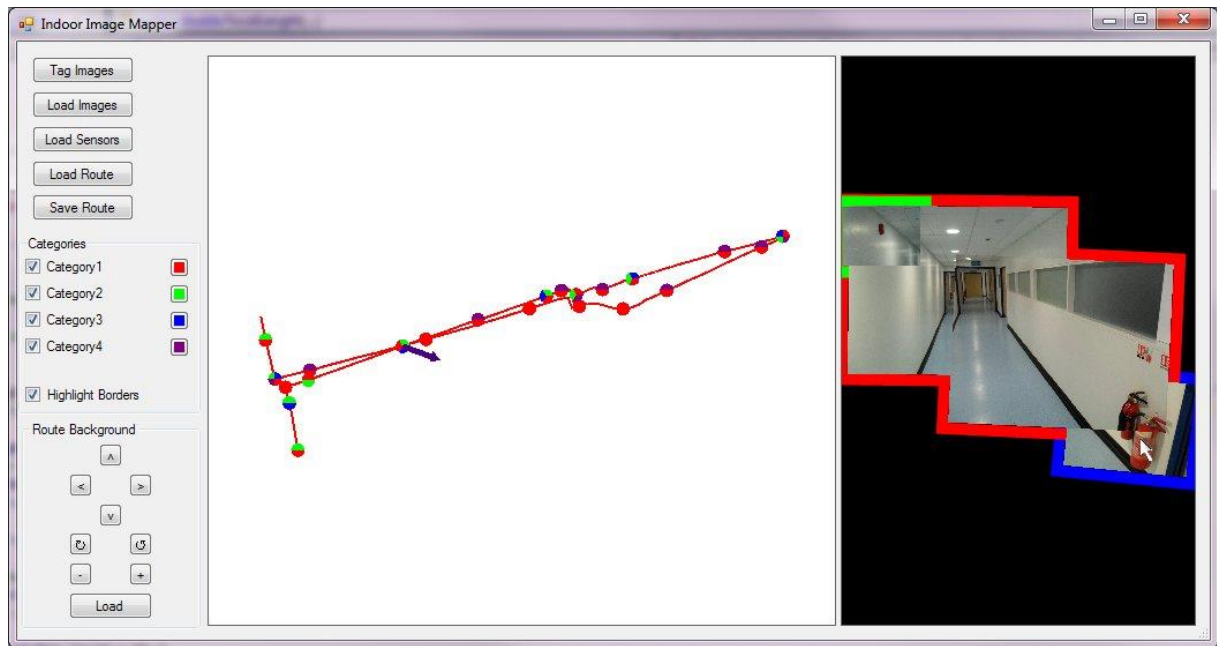 Indoor Image Mapper
Tag Images
Load Images
Load Sensors
Load Route
Save Route
Categories
Category1
Category2
Category3
Category4
Highlight Borders
Route Background
^
< >
v
↻ ↺
- +
Load